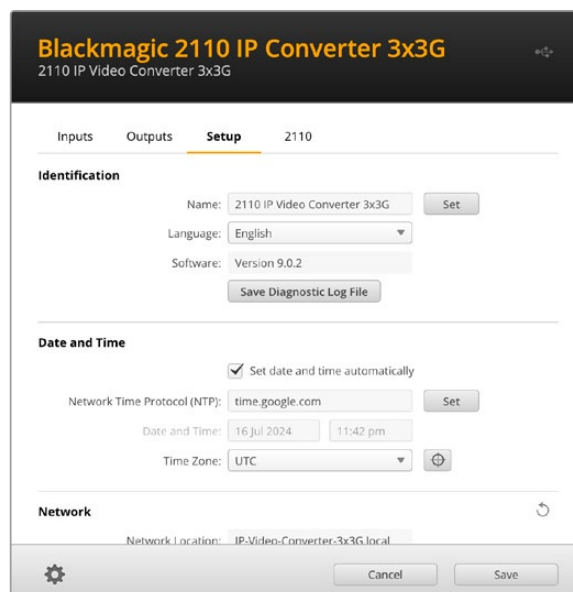 Blackmagic 2110 IP Converter 3x3G
2110 IP Video Converter 3x3G
Inputs Outputs Setup 2110
Identification
Name: 2110 IP Video Converter 3x3G Set
Language: English
Software: Version 9.0.2
Save Diagnostic Log File
Date and Time
Set date and time automatically
Network Time Protocol (NTP): time.google.com Set
Date and Time: 16 Jul 2024 11:42 pm
Time Zone: UTC
Network
Network Location: IP-Video-Converter-3x3G.local
Cancel Save